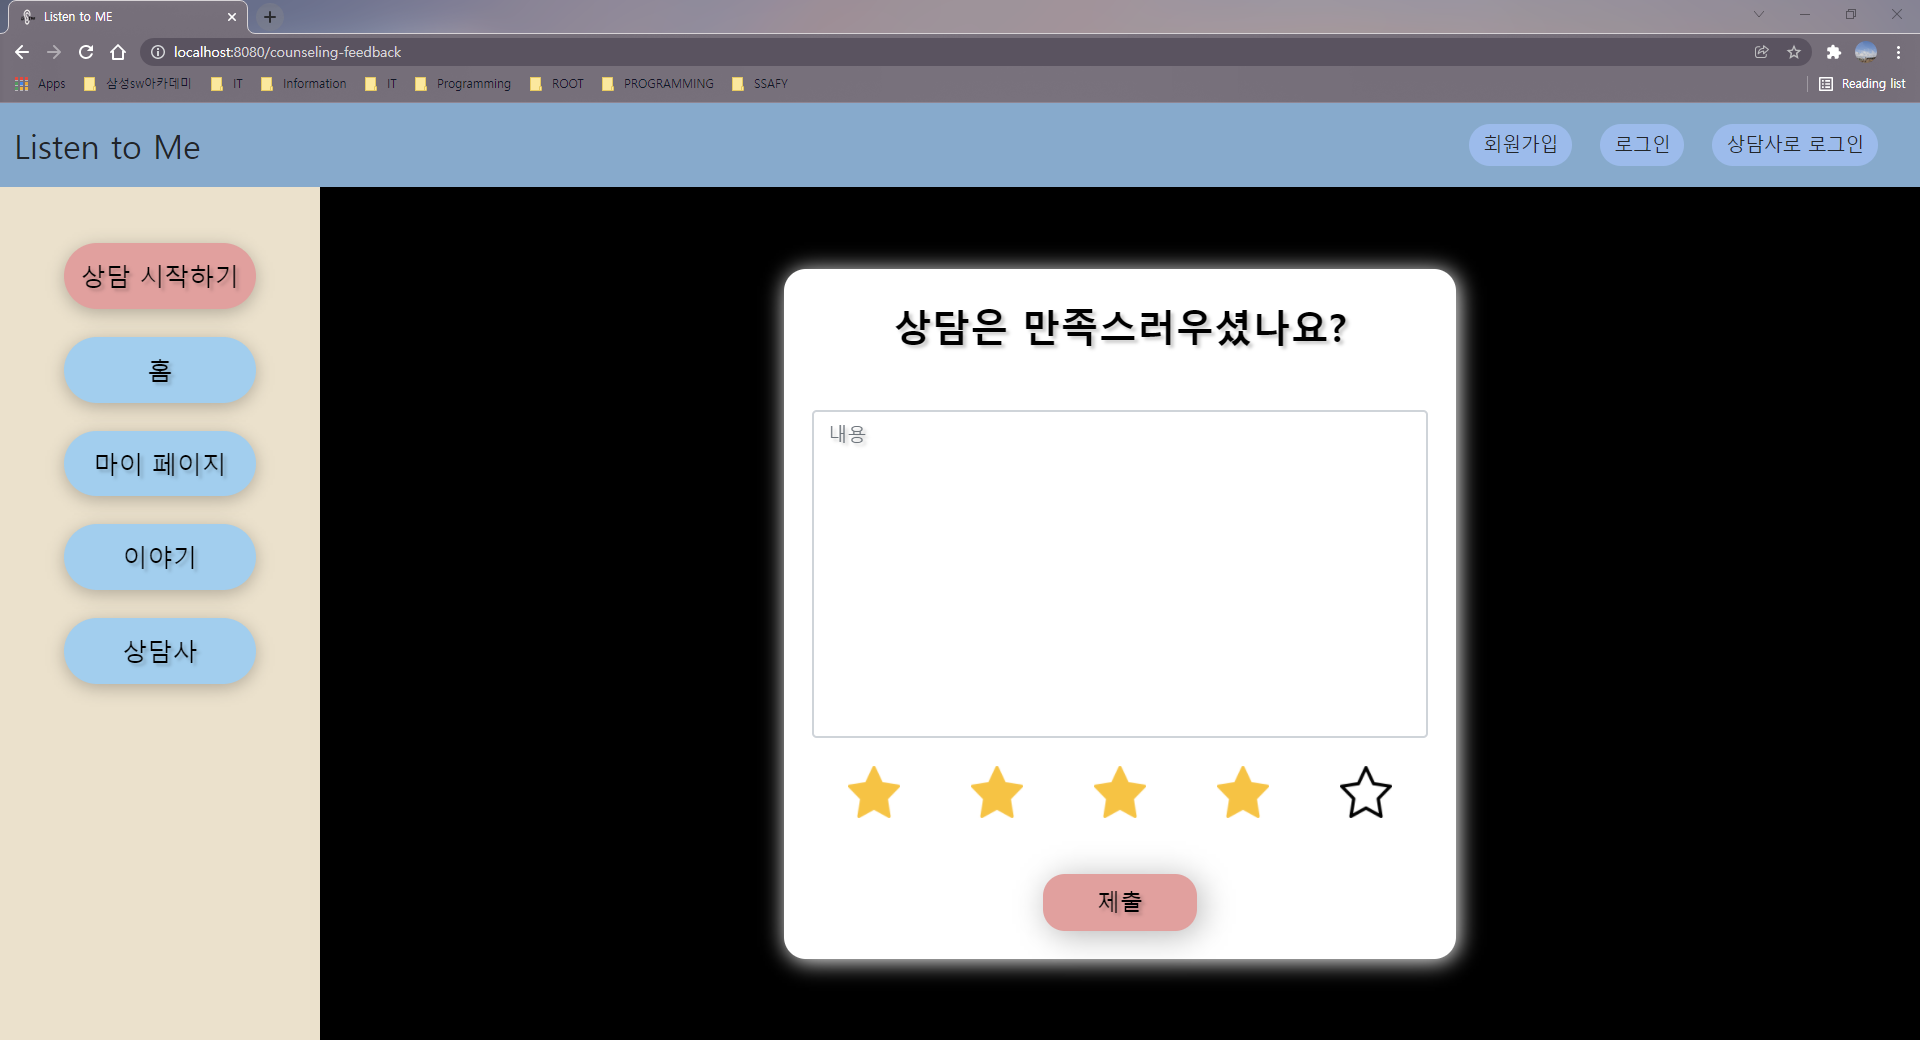 Listen to ME
localhost:8080/counseling-feedback
Apps 삼성sw아카데미 IT Information IT Programming ROOT PROGRAMMING SSAFY Reading list
Listen to Me 회원가입 로그인 상담사로 로그인
상담 시작하기
홈
마이 페이지
이야기
상담사
상담은 만족스러우셨나요?
내용
제출